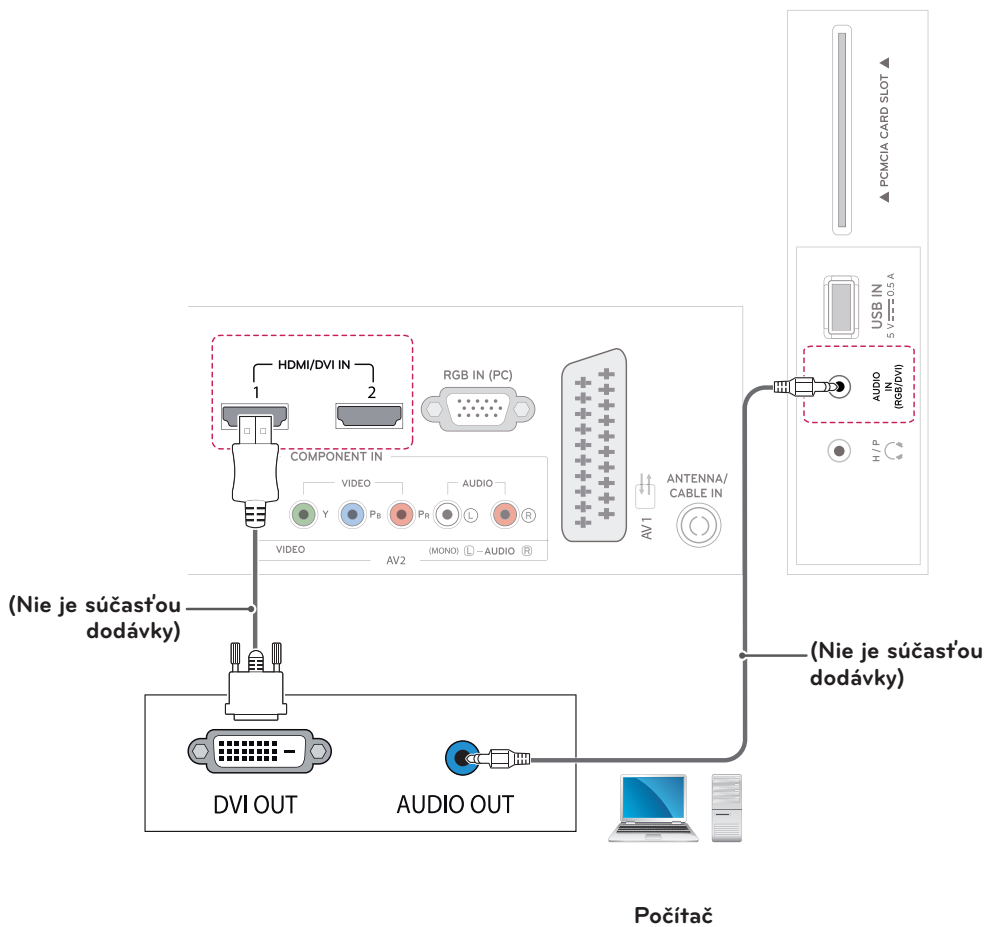 ▲ PCMCIA CARD SLOT ▲
USB IN
5 V 0.5 A
AUDIO
IN
(RGB/DVI)
H / P
HDMI/DVI IN
1 2
RGB IN (PC)
COMPONENT IN
VIDEO AUDIO
Y PB PR L R
VIDEO (MONO) L – AUDIO R
AV2
AV1
ANTENNA/
CABLE IN
(Nie je súčasťou
dodávky)
(Nie je súčasťou
dodávky)
DVI OUT AUDIO OUT
Počítač